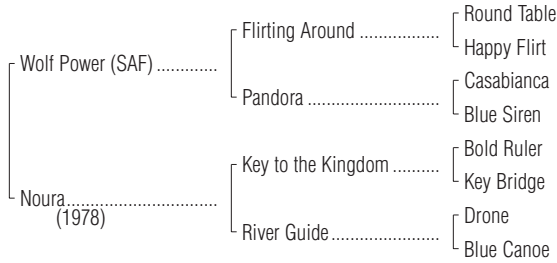 Round Table
Flirting Around ..................
Happy Flirt
Wolf Power (SAF) .............
Casabianca
Pandora .............................
Blue Siren
Bold Ruler
Key to the Kingdom ..........
Key Bridge
Noura.................................
(1978)
Drone
River Guide........................
Blue Canoe